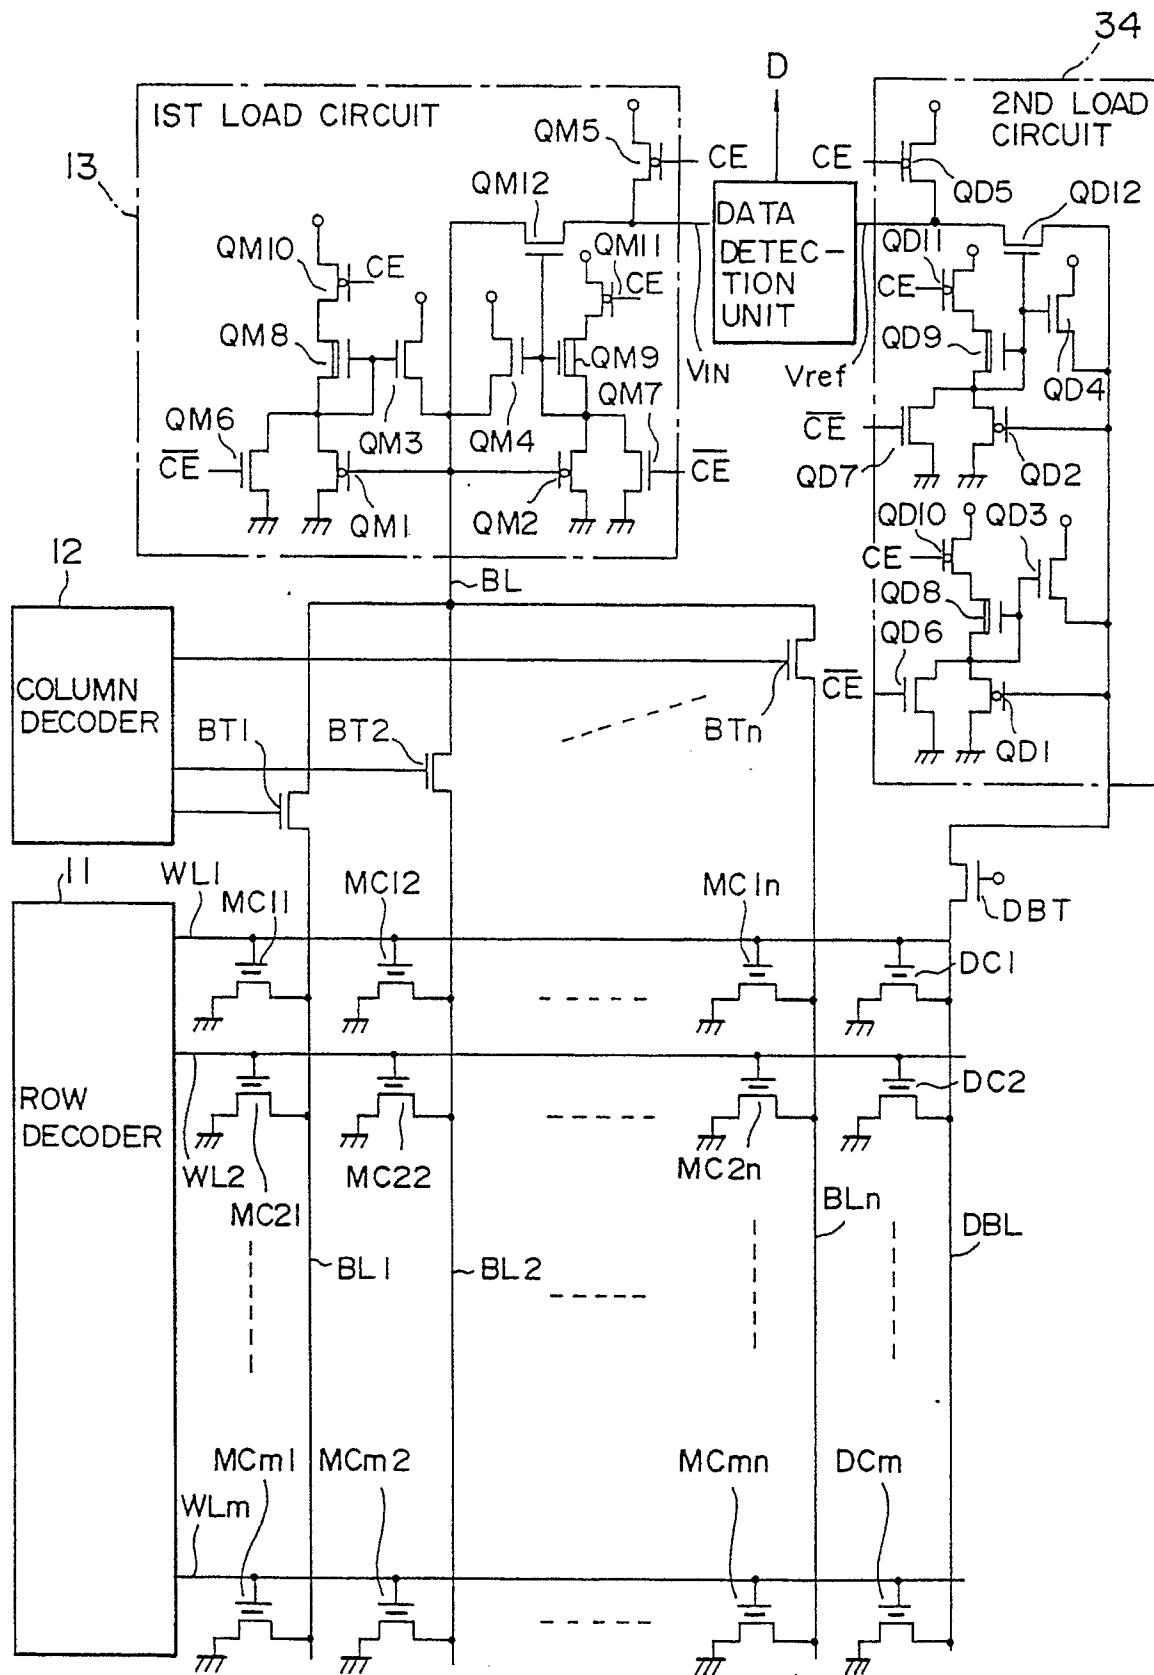 34
D
1ST LOAD CIRCUIT
2ND LOAD
CIRCUIT
QM5
CE
CE
QD5
13
QM12
DATA
DETEC-
TION
UNIT
QD12
QM10
CE
QM11
CE
QD11
CE
QM8
QM9
VIN
Vref
QD9
QD4
QM6
QM3
QM4
QM7
CE
CE
CE
QD7
QD2
QM1
QM2
QD10
QD3
CE
12
BL
QD8
QD6
COLUMN
DECODER
CE
BT1
BT2
BTn
QD1
11
WL1
MC11
MC12
MC1n
DBT
DC1
ROW
DECODER
DC2
WL2
MC21
MC22
MC2n
BLn
DBL
BL1
BL2
MCm1
MCm2
MCmn
DCm
WLm